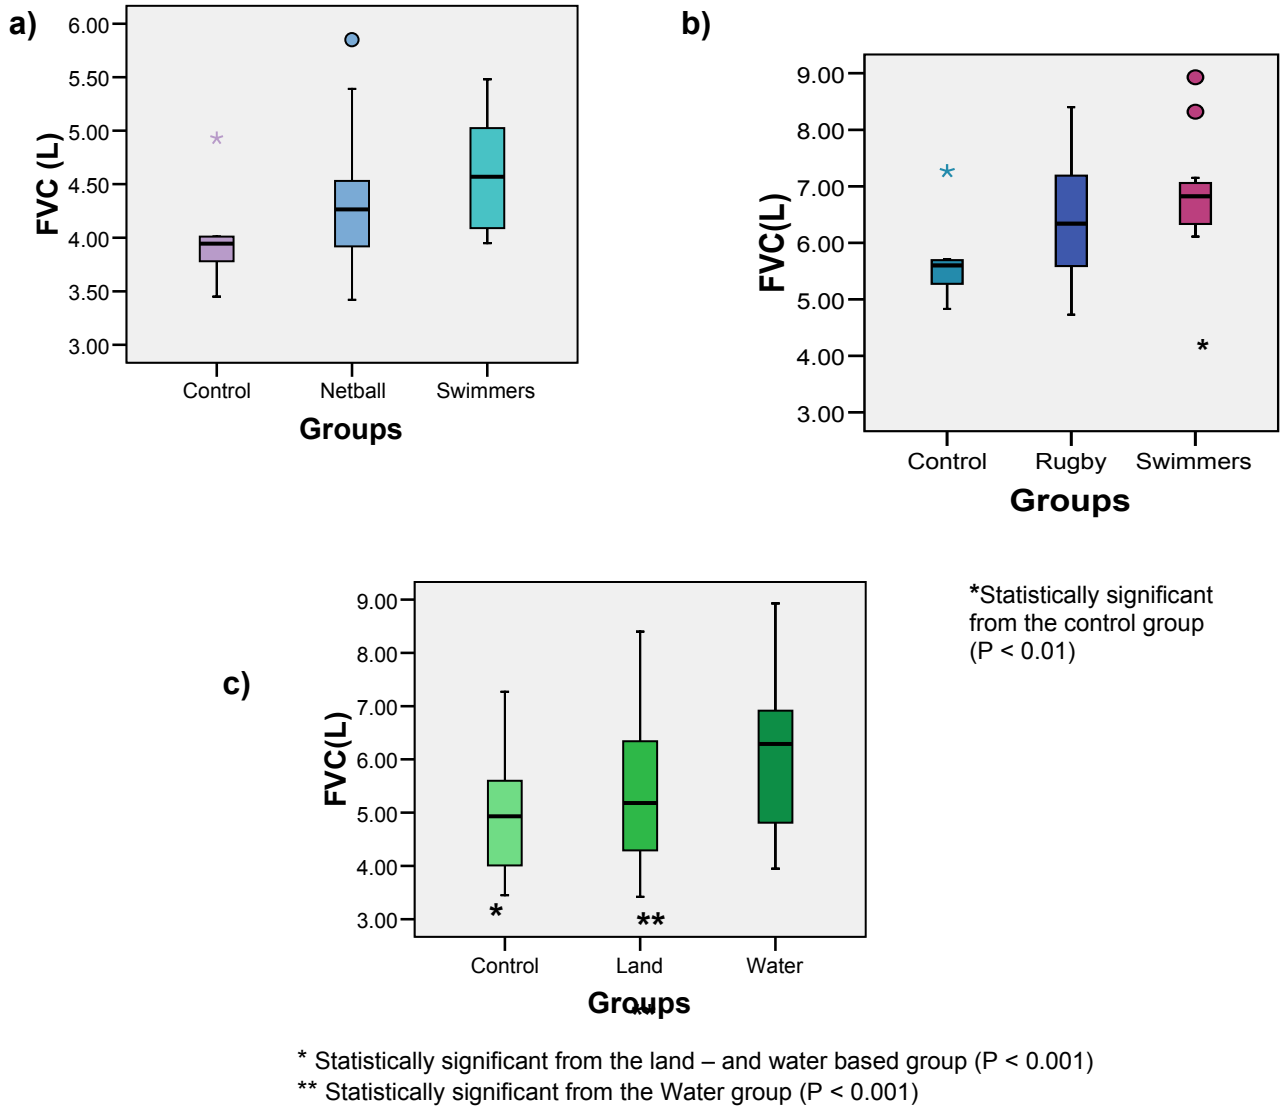 a)
6.00
5.50
5.00
4.50
4.00
3.50
3.00
FVC (L)
*
Control Netball Swimmers
Groups
b)
9.00
8.00
7.00
6.00
5.00
4.00
3.00
FVC(L)
*
*
Control Rugby Swimmers
Groups
*Statistically significant
from the control group
(P < 0.01)
c)
9.00
8.00
7.00
6.00
5.00
4.00
3.00
FVC(L)
* **
Control Land Water
Groups
**
* Statistically significant from the land – and water based group (P < 0.001)
** Statistically significant from the Water group (P < 0.001)